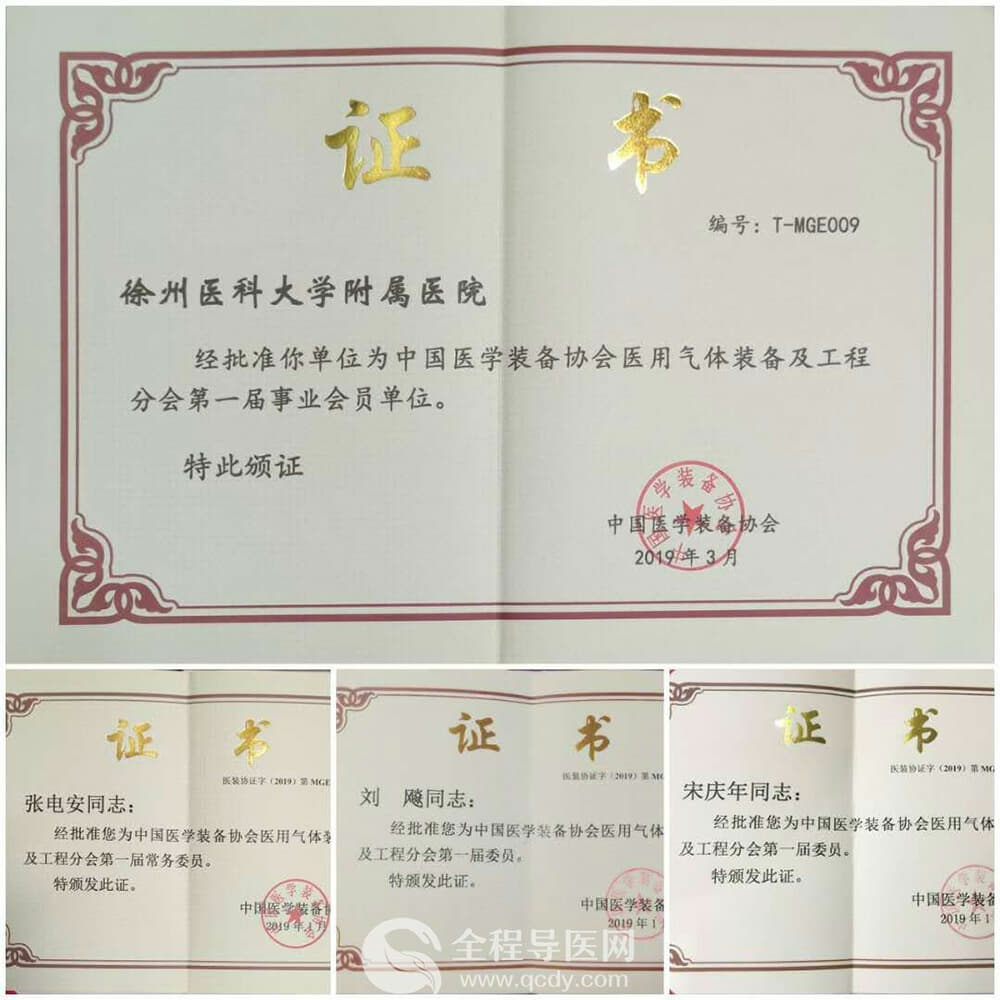 证 书
编号：T-MGE009
徐州医科大学附属医院
经批准你单位为中国医学装备协会医用气体装备及工程
分会第一届事业会员单位。
特此颁证
中国医学装备协会
中国医学装备协会
2019年3月
证 书
医装协证字（2019）第MGE
张电安同志：
经批准您为中国医学装备协会医用气体装
及工程分会第一届常务委员。
特颁发此证。
中国医学装备协
2019年1月
证 书
医装协证字（2019）第MG
刘 飚同志：
经批准您为中国医学装备协会医用气体
及工程分会第一届委员。
特颁发此证。
中国医学装备
2019年1
证 书
医装协证字（2019）第MG
宋庆年同志：
经批准您为中国医学装备协会医用气体
及工程分会第一届委员。
特颁发此证。
中国医学装备
2019年1
全程导医网
www.qcdy.com